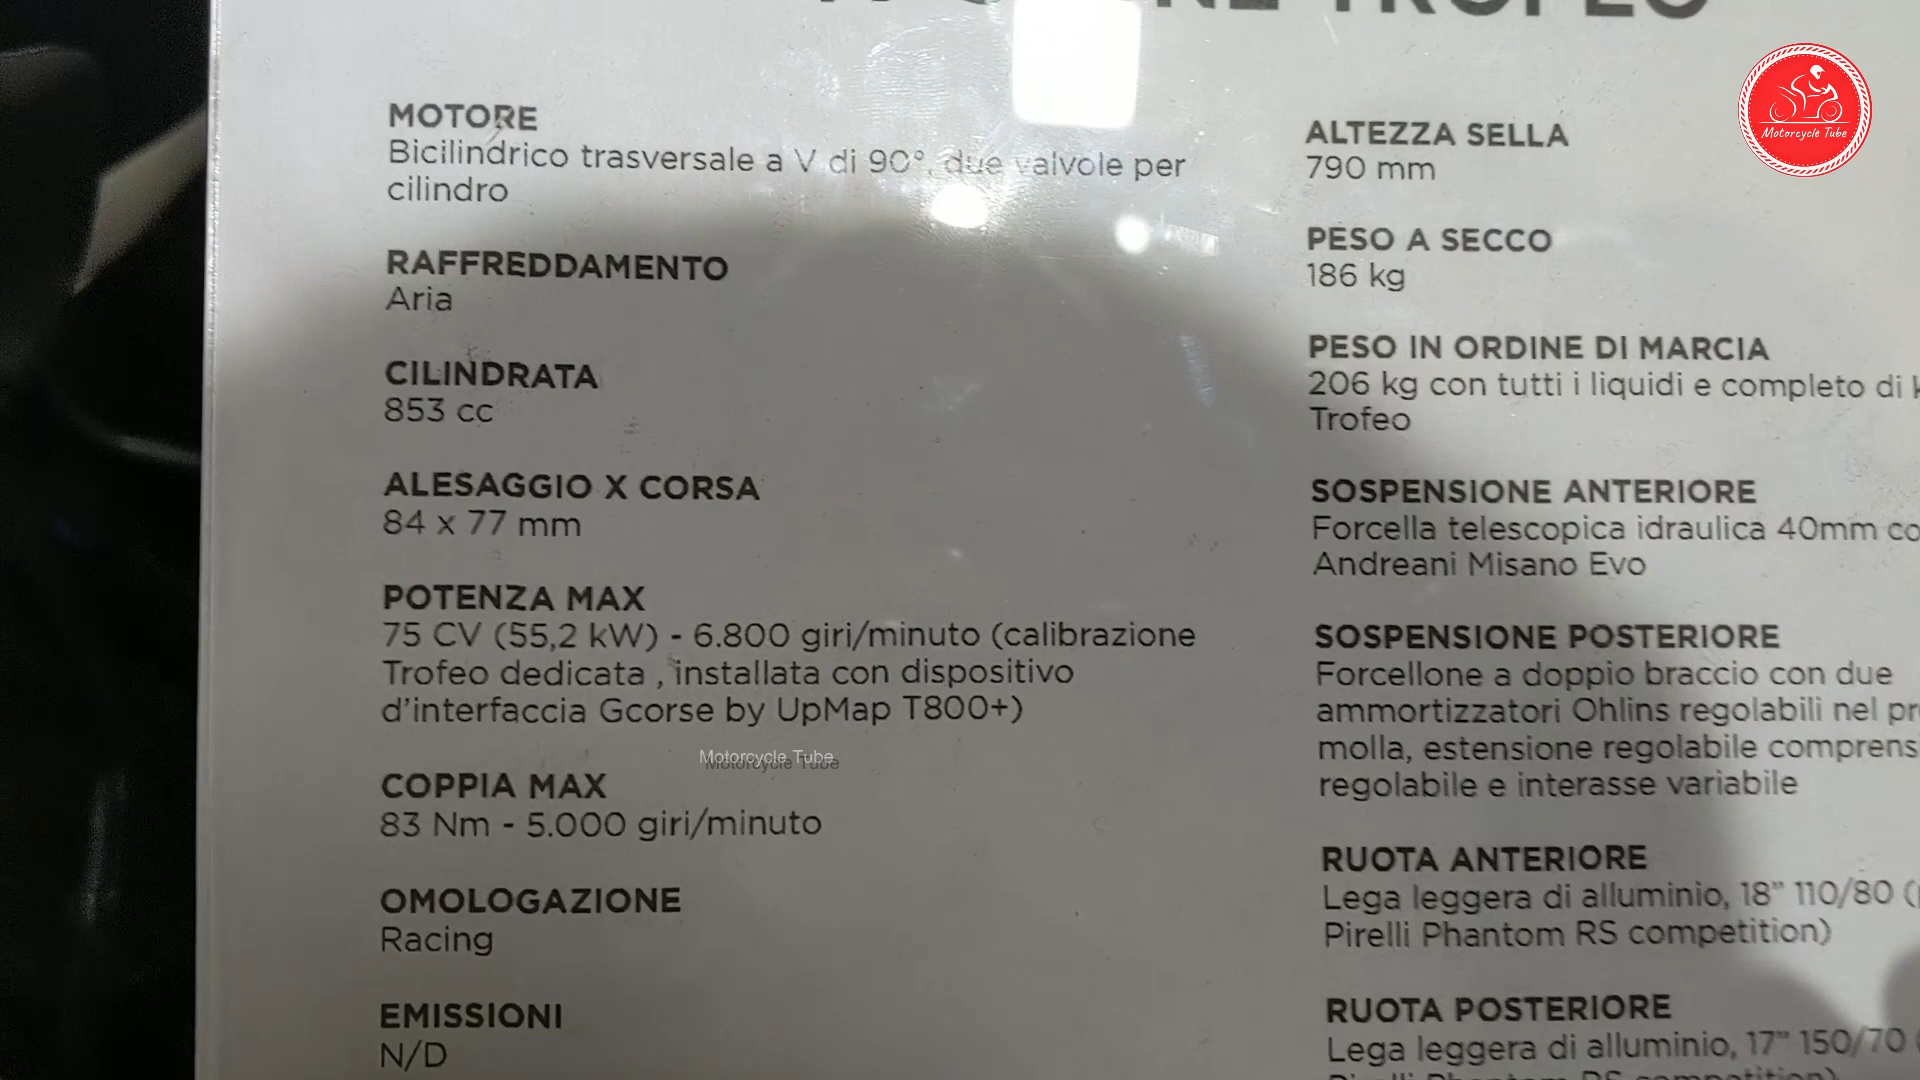 TROFEO
MOTORE
Bicilindrico trasversale a V di 90°, due valvole per
cilindro
RAFFREDDAMENTO
Aria
CILINDRATA
853 cc
ALESAGGIO X CORSA
84 x 77 mm
POTENZA MAX
75 CV (55,2 kW) - 6.800 giri/minuto (calibrazione
Trofeo dedicata , installata con dispositivo
d'interfaccia Gcorse by UpMap T800+)
COPPIA MAX
83 Nm - 5.000 giri/minuto
OMOLOGAZIONE
Racing
EMISSIONI
N/D
ALTEZZA SELLA
790 mm
PESO A SECCO
186 kg
PESO IN ORDINE DI MARCIA
206 kg con tutti i liquidi e completo di
Trofeo
SOSPENSIONE ANTERIORE
Forcella telescopica idraulica 40mm
Andreani Misano Evo
SOSPENSIONE POSTERIORE
Forcellone a doppio braccio con due
ammortizzatori Ohlins regolabili nel
molla, estensione regolabile
regolabile e interasse variabile
RUOTA ANTERIORE
Lega leggera di alluminio, 18" 110/80
Pirelli Phantom RS competition)
RUOTA POSTERIORE
Lega leggera di alluminio, 17" 150/70
Motorcycle Tube
Motorcycle Tube